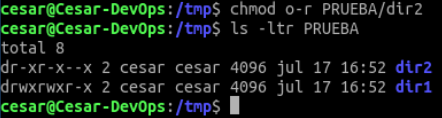 cesar@Cesar-DevOps:/tmp$ chmod o-r PRUEBA/dir2
cesar@Cesar-DevOps:/tmp$ ls -ltr PRUEBA
total 8
dr-xr-x--x 2 cesar cesar 4096 jul 17 16:52 dir2
drwxrwxr-x 2 cesar cesar 4096 jul 17 16:52 dir1
cesar@Cesar-DevOps:/tmp$